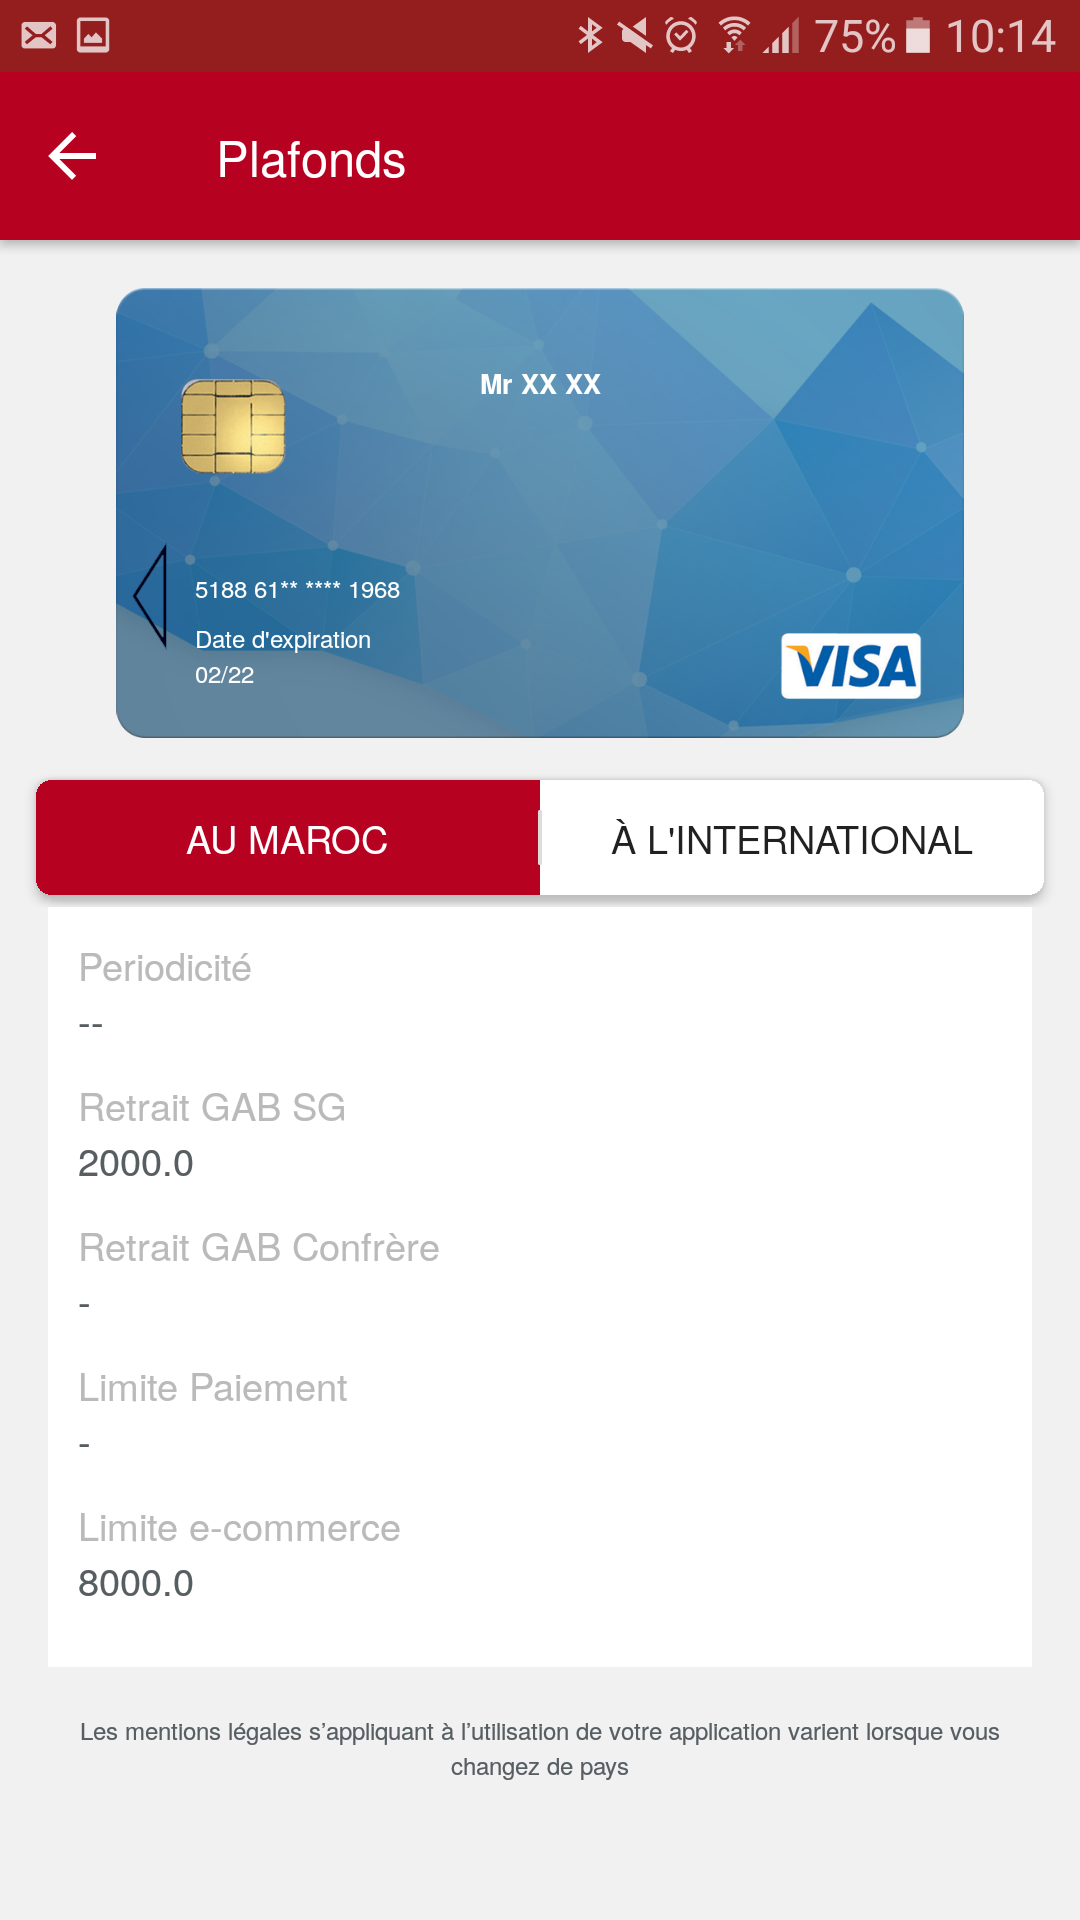 75% 10:14
Plafonds
Mr XX XX
5188 61** **** 1968
Date d'expiration
02/22
VISA
AU MAROC
À L'INTERNATIONAL
Periodicité
--
Retrait GAB SG
2000.0
Retrait GAB Confrère
-
Limite Paiement
-
Limite e-commerce
8000.0
Les mentions légales s’appliquant à l’utilisation de votre application varient lorsque vous
changez de pays